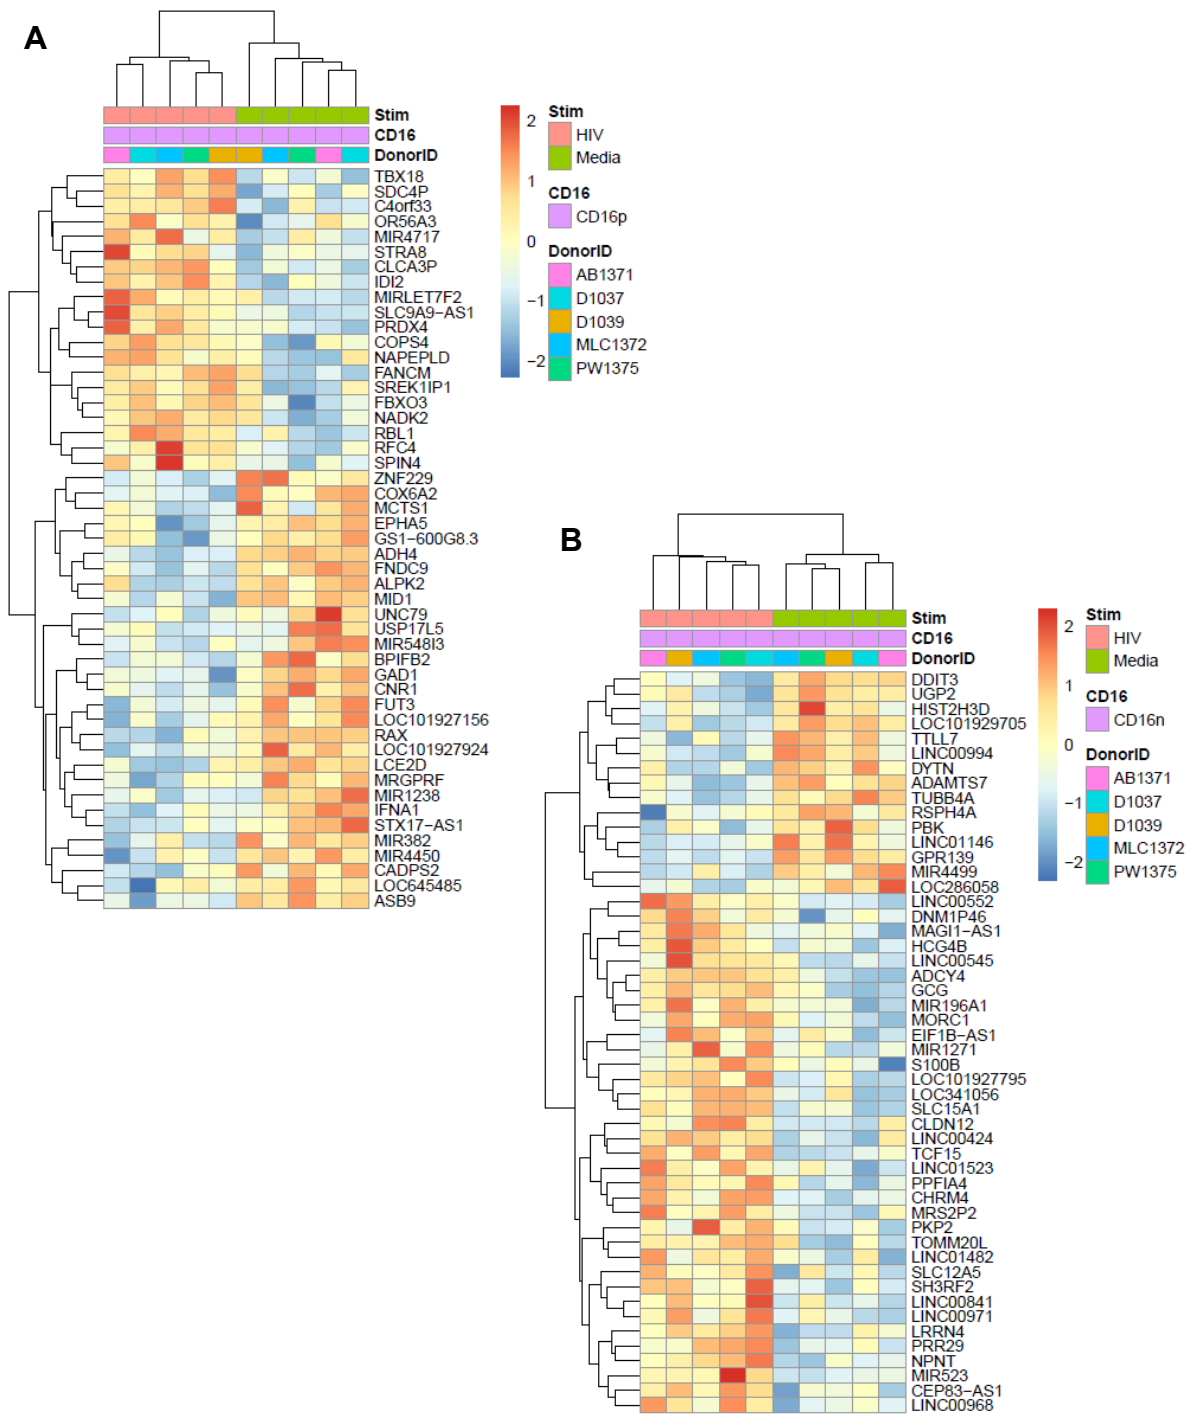 A
Stim
CD16
DonorID
TBX18
SDC4P
C4orf33
OR56A3
MIR4717
STRA8
CLCA3P
IDI2
MIRLET7F2
SLC9A9−AS1
PRDX4
COPS4
NAPEPLD
FANCM
SREK1IP1
FBXO3
NADK2
RBL1
RFC4
SPIN4
ZNF229
COX6A2
MCTS1
EPHA5
GS1−600G8.3
ADH4
FNDC9
ALPK2
MID1
UNC79
USP17L5
MIR548I3
BPIFB2
GAD1
CNR1
FUT3
LOC101927156
RAX
LOC101927924
LCE2D
MRGPRF
MIR1238
IFNA1
STX17−AS1
MIR382
MIR4450
CADPS2
LOC645485
ASB9
2
1
0
−1
−2
Stim
HIV
Media
CD16
CD16p
DonorID
AB1371
D1037
D1039
MLC1372
PW1375
B
Stim
CD16
DonorID
DDIT3
UGP2
HIST2H3D
LOC101929705
TTLL7
LINC00994
DYTN
ADAMTS7
TUBB4A
RSPH4A
PBK
LINC01146
GPR139
MIR4499
LOC286058
LINC00552
DNM1P46
MAGI1−AS1
HCG4B
LINC00545
ADCY4
GCG
MIR196A1
MORC1
EIF1B−AS1
MIR1271
S100B
LOC101927795
LOC341056
SLC15A1
CLDN12
LINC00424
TCF15
LINC01523
PPFIA4
CHRM4
MRS2P2
PKP2
TOMM20L
LINC01482
SLC12A5
SH3RF2
LINC00841
LINC00971
LRRN4
PRR29
NPNT
MIR523
CEP83−AS1
LINC00968
2
1
0
−1
−2
Stim
HIV
Media
CD16
CD16n
DonorID
AB1371
D1037
D1039
MLC1372
PW1375